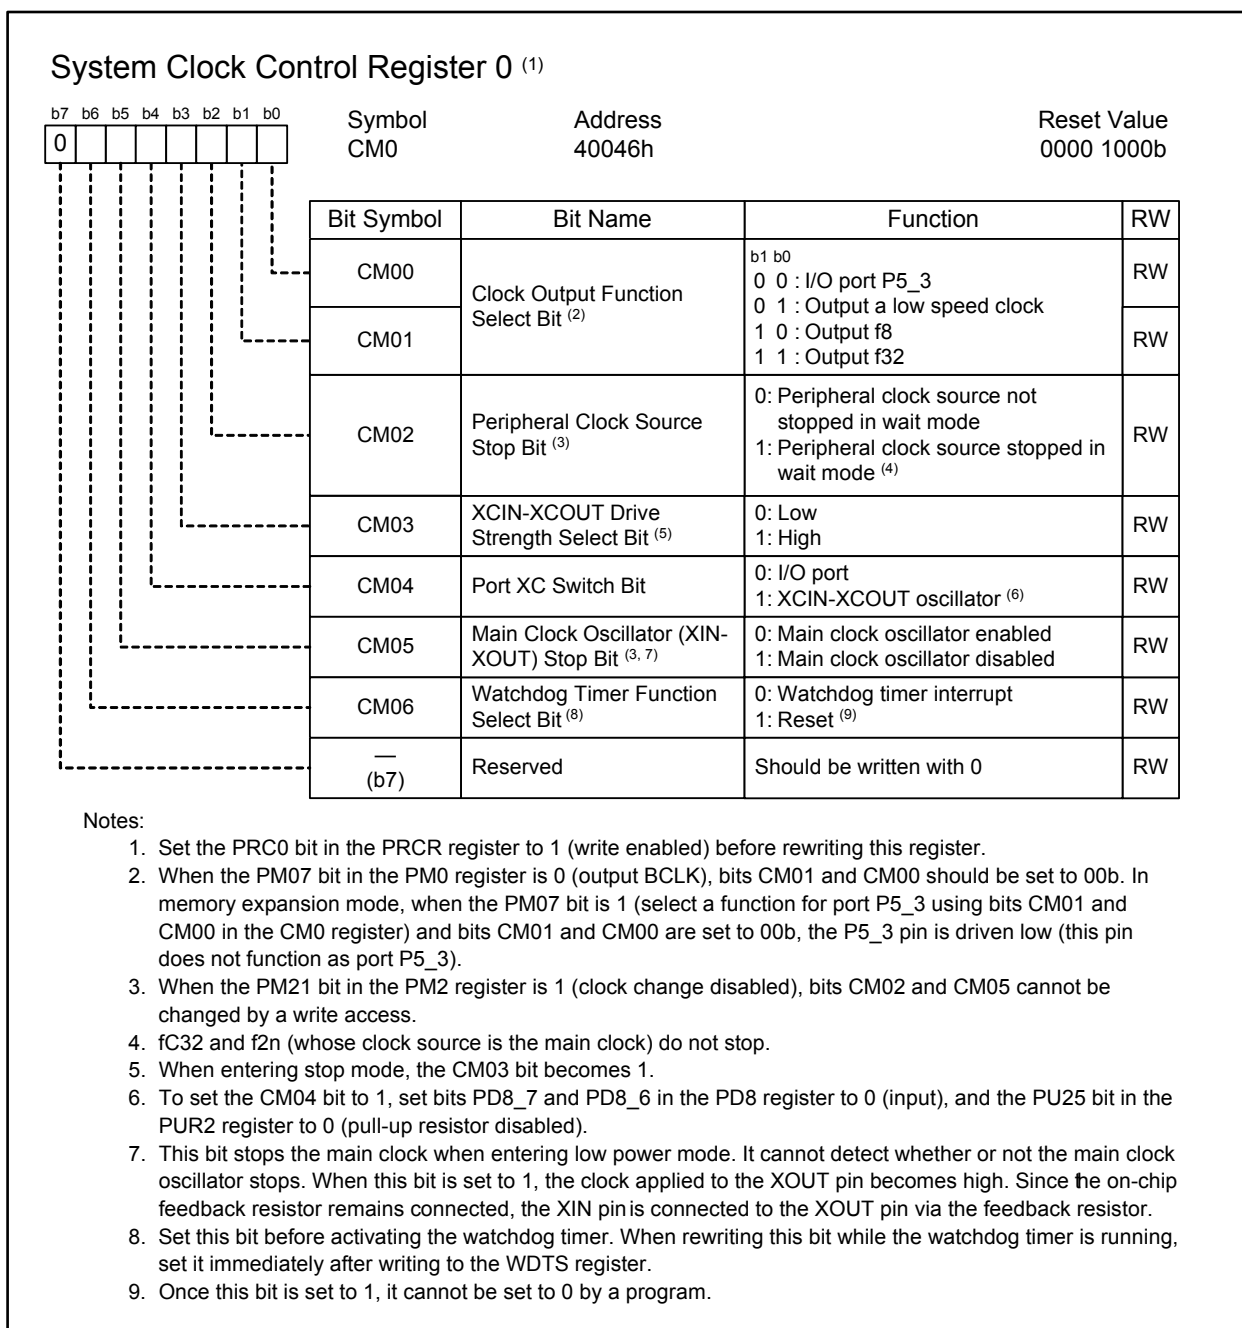 System Clock Control Register 0 (1)
b7 b6 b5 b4 b3 b2 b1 b0
0
Symbol Address Reset Value
CM0 40046h 0000 1000b
Bit Symbol Bit Name Function RW
CM00
CM01
Clock Output Function
Select Bit (2)
b1 b0
0 0 : I/O port P5_3
0 1 : Output a low speed clock
1 0 : Output f8
1 1 : Output f32
RW
RW
CM02
Peripheral Clock Source
Stop Bit (3)
0: Peripheral clock source not
stopped in wait mode
1: Peripheral clock source stopped in
wait mode (4)
RW
CM03
XCIN-XCOUT Drive
Strength Select Bit (5)
0: Low
1: High
RW
CM04
Port XC Switch Bit
0: I/O port
1: XCIN-XCOUT oscillator (6)
RW
CM05
Main Clock Oscillator (XIN-
XOUT) Stop Bit (3, 7)
0: Main clock oscillator enabled
1: Main clock oscillator disabled
RW
CM06
Watchdog Timer Function
Select Bit (8)
0: Watchdog timer interrupt
1: Reset (9)
RW
—
(b7)
Reserved
Should be written with 0
RW
Notes:
1. Set the PRC0 bit in the PRCR register to 1 (write enabled) before rewriting this register.
2. When the PM07 bit in the PM0 register is 0 (output BCLK), bits CM01 and CM00 should be set to 00b. In
memory expansion mode, when the PM07 bit is 1 (select a function for port P5_3 using bits CM01 and
CM00 in the CM0 register) and bits CM01 and CM00 are set to 00b, the P5_3 pin is driven low (this pin
does not function as port P5_3).
3. When the PM21 bit in the PM2 register is 1 (clock change disabled), bits CM02 and CM05 cannot be
changed by a write access.
4. fC32 and f2n (whose clock source is the main clock) do not stop.
5. When entering stop mode, the CM03 bit becomes 1.
6. To set the CM04 bit to 1, set bits PD8_7 and PD8_6 in the PD8 register to 0 (input), and the PU25 bit in the
PUR2 register to 0 (pull-up resistor disabled).
7. This bit stops the main clock when entering low power mode. It cannot detect whether or not the main clock
oscillator stops. When this bit is set to 1, the clock applied to the XOUT pin becomes high. Since the on-chip
feedback resistor remains connected, the XIN pin is connected to the XOUT pin via the feedback resistor.
8. Set this bit before activating the watchdog timer. When rewriting this bit while the watchdog timer is running,
set it immediately after writing to the WDTS register.
9. Once this bit is set to 1, it cannot be set to 0 by a program.